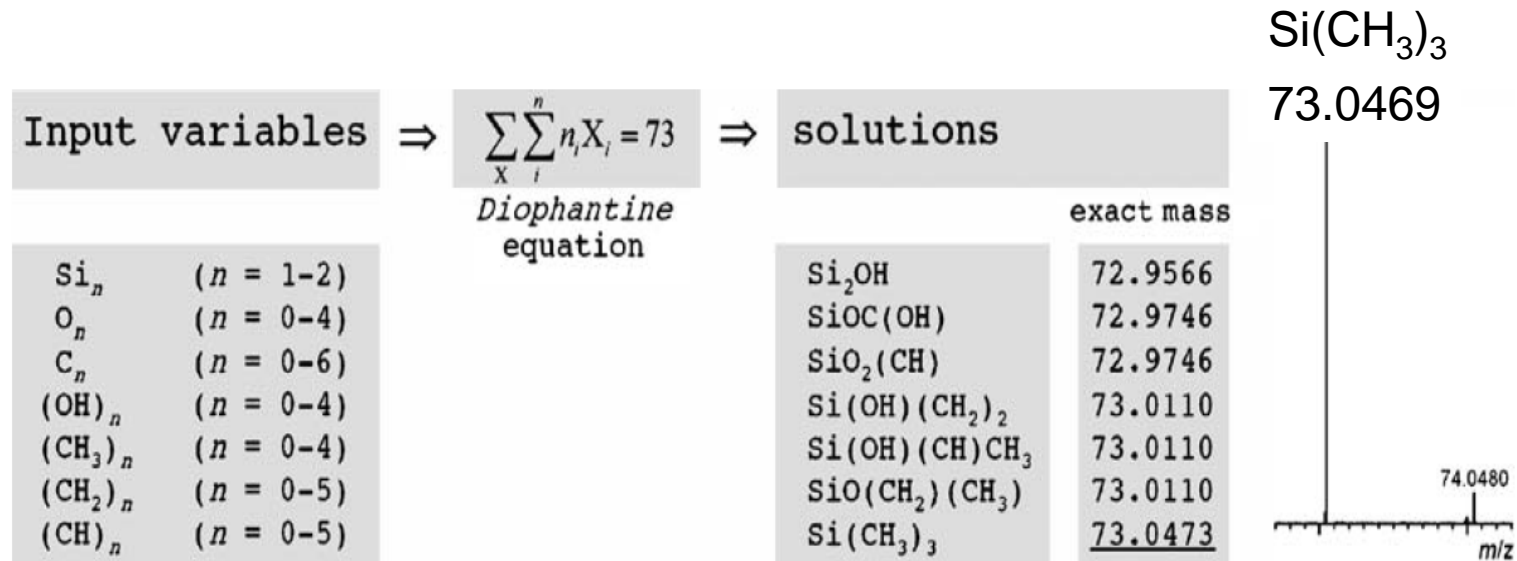 Si(CH₃)₃
73.0469
Input variables ⇒ ∑X ∑i^n nᵢXᵢ = 73 ⇒ solutions
Diophantine
equation
exact mass
Siₙ (n = 1-2)
Oₙ (n = 0-4)
Cₙ (n = 0-6)
(OH)ₙ (n = 0-4)
(CH₃)ₙ (n = 0-4)
(CH₂)ₙ (n = 0-5)
(CH)ₙ (n = 0-5)
Si₂OH 72.9566
SiOC(OH) 72.9746
SiO₂(CH) 72.9746
Si(OH)(CH₂)₂ 73.0110
Si(OH)(CH)CH₃ 73.0110
SiO(CH₂)(CH₃) 73.0110
Si(CH₃)₃ 73.0473
74.0480
m/z